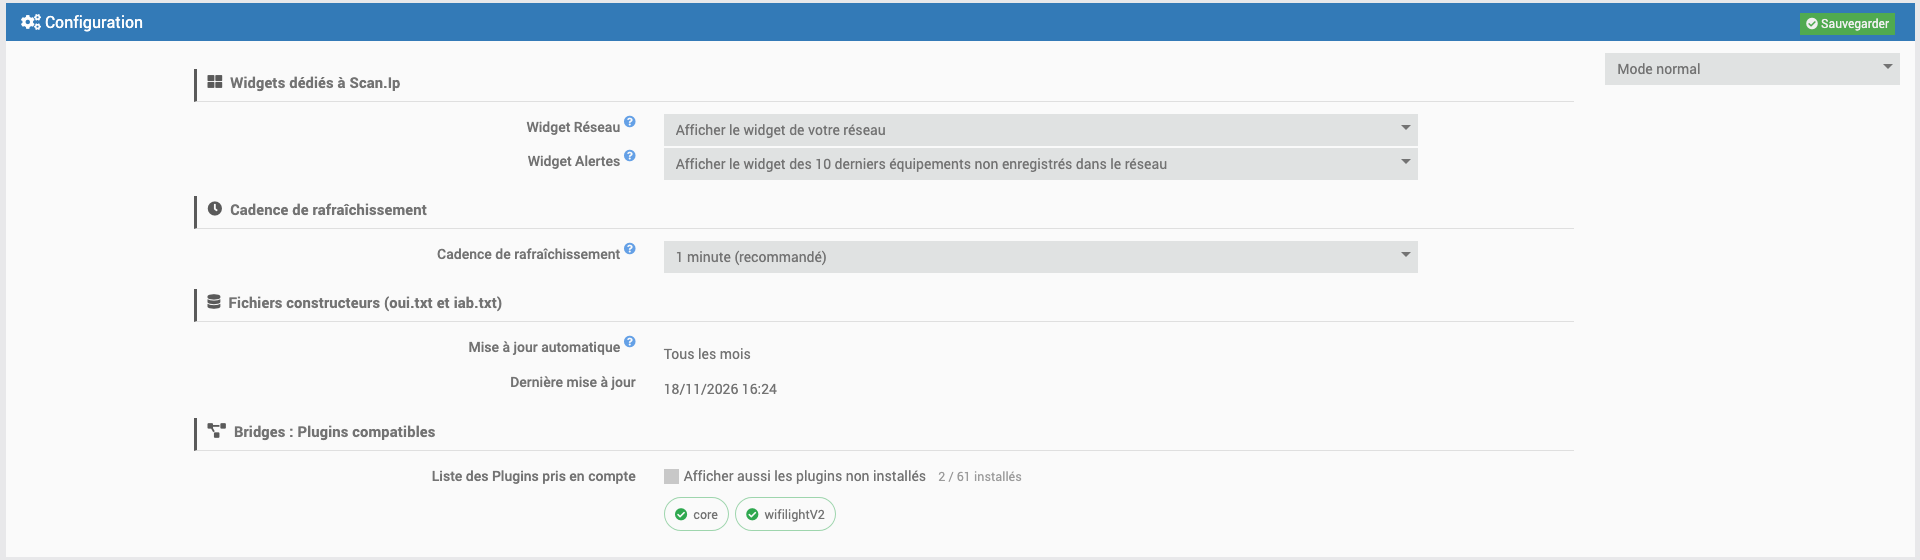 Configuration
Sauvegarder
Mode normal
Widgets dédiés à Scan.Ip
Widget Réseau ?
Afficher le widget de votre réseau
Widget Alertes ?
Afficher le widget des 10 derniers équipements non enregistrés dans le réseau
Cadence de rafraîchissement
Cadence de rafraîchissement ?
1 minute (recommandé)
Fichiers constructeurs (oui.txt et iab.txt)
Mise à jour automatique ?
Tous les mois
Dernière mise à jour
18/11/2026 16:24
Bridges : Plugins compatibles
Liste des Plugins pris en compte
Afficher aussi les plugins non installés 2 / 61 installés
core
wifilightV2